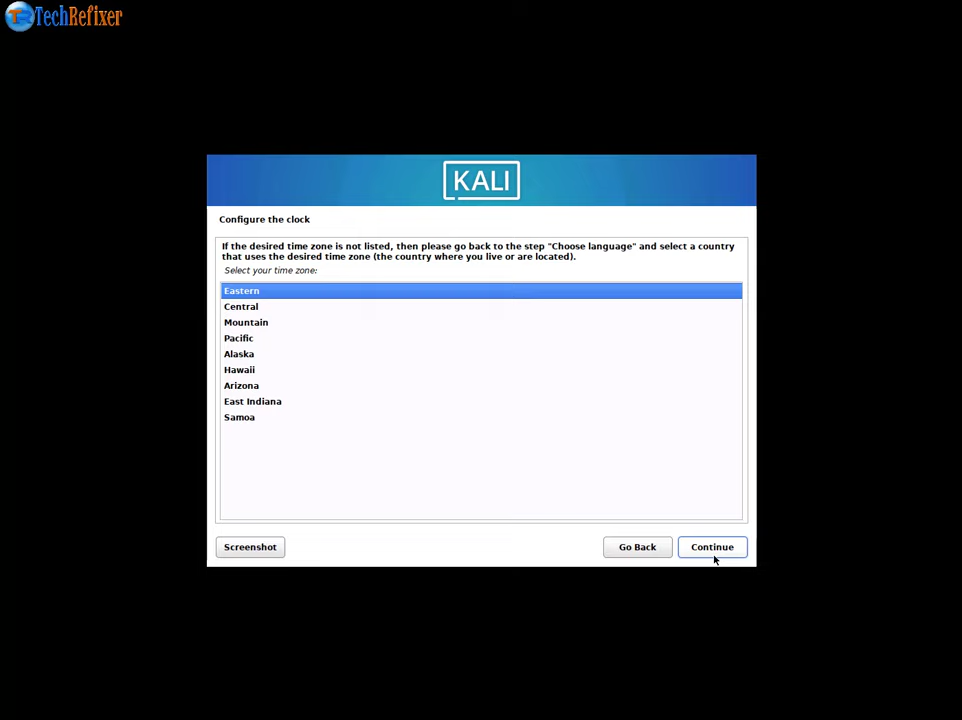 TechRefixer
KALI
Configure the clock
If the desired time zone is not listed, then please go back to the step "Choose language" and select a country
that uses the desired time zone (the country where you live or are located).
Select your time zone:
Eastern
Central
Mountain
Pacific
Alaska
Hawaii
Arizona
East Indiana
Samoa
Screenshot
Go Back
Continue